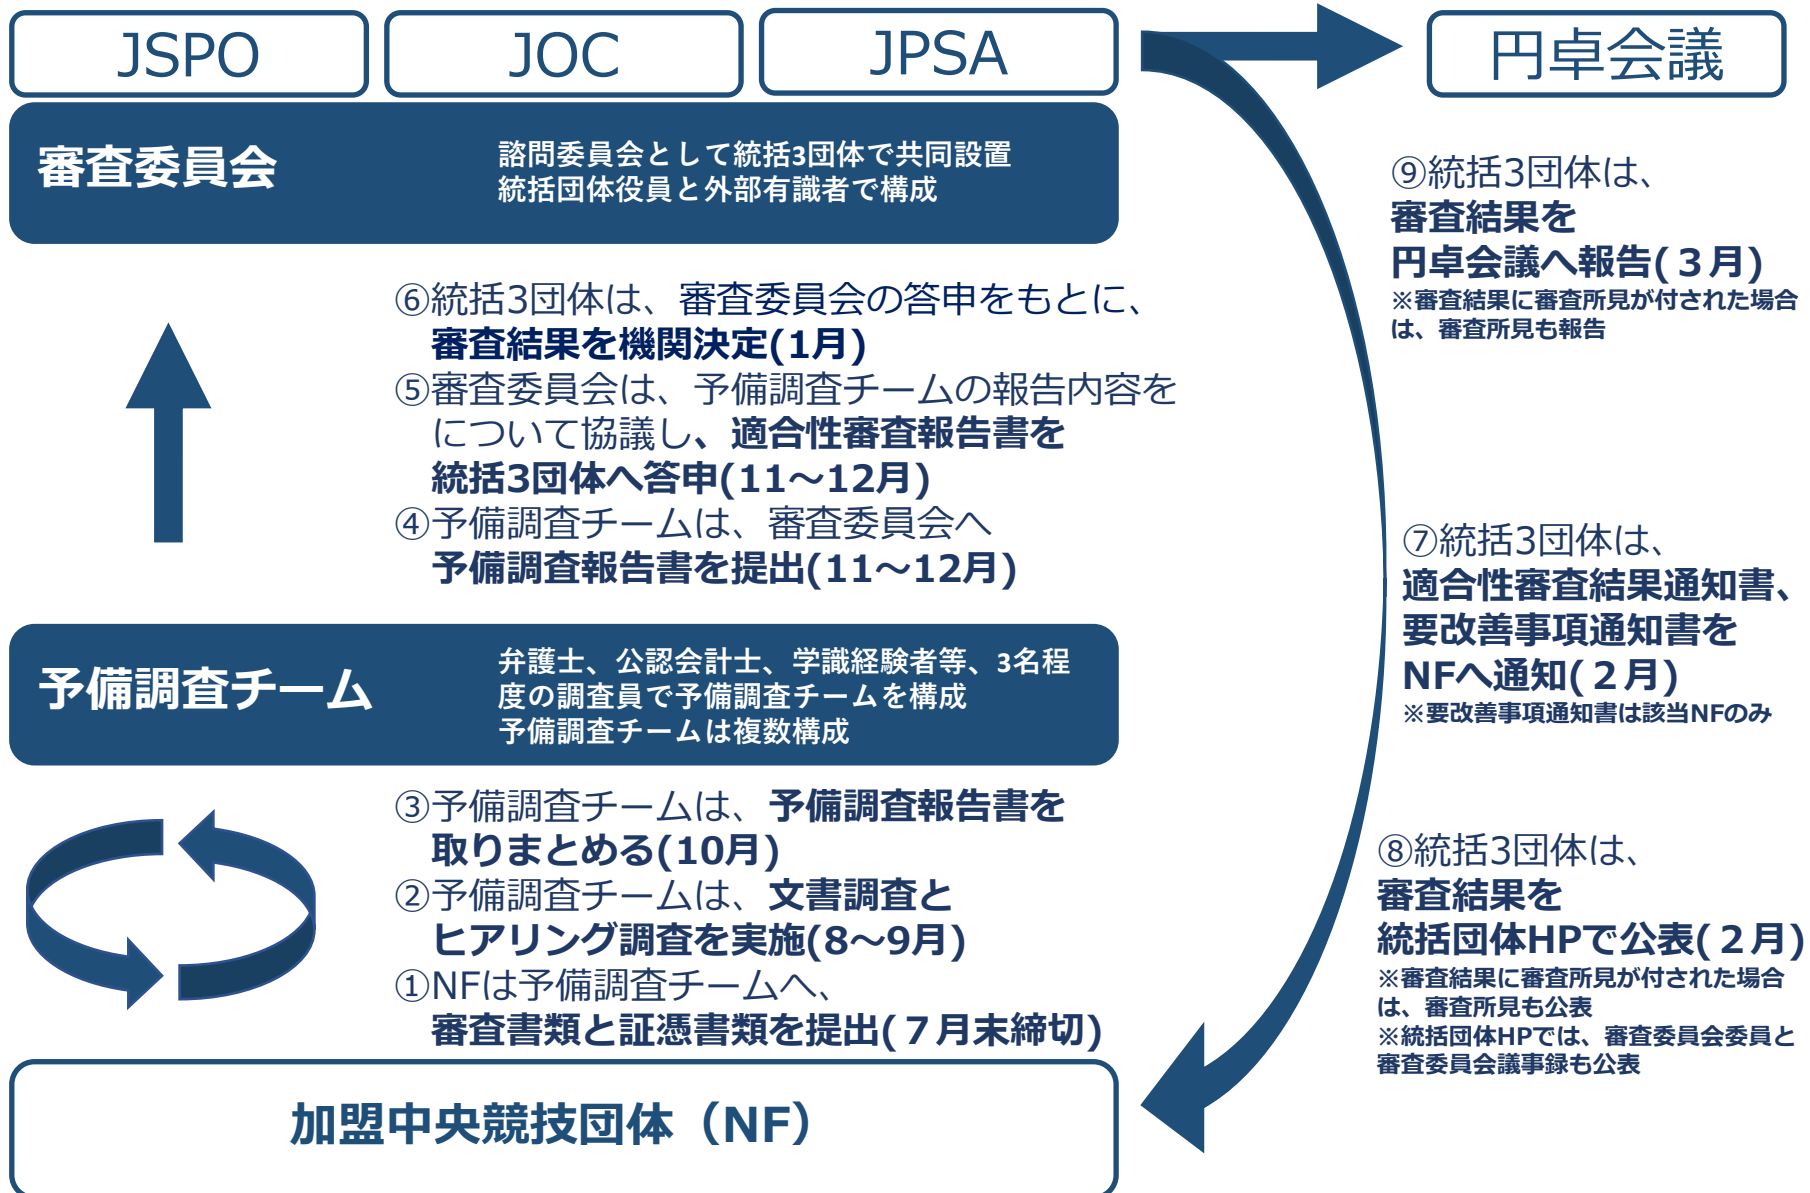 JSPO
JOC
JPSA
円卓会議
審査委員会
諮問委員会として統括3団体で共同設置
統括団体役員と外部有識者で構成
⑥統括3団体は、審査委員会の答申をもとに、
審査結果を機関決定(1月)
⑤審査委員会は、予備調査チームの報告内容を
について協議し、適合性審査報告書を
統括3団体へ答申(11～12月)
④予備調査チームは、審査委員会へ
予備調査報告書を提出(11～12月)
予備調査チーム
弁護士、公認会計士、学識経験者等、3名程
度の調査員で予備調査チームを構成
予備調査チームは複数構成
③予備調査チームは、予備調査報告書を
取りまとめる(10月)
②予備調査チームは、文書調査と
ヒアリング調査を実施(8～9月)
①NFは予備調査チームへ、
審査書類と証憑書類を提出(７月末締切)
加盟中央競技団体（NF）
⑨統括3団体は、
審査結果を
円卓会議へ報告(３月)
※審査結果に審査所見が付された場合
は、審査所見も報告
⑦統括3団体は、
適合性審査結果通知書、
要改善事項通知書を
NFへ通知(２月)
※要改善事項通知書は該当NFのみ
⑧統括3団体は、
審査結果を
統括団体HPで公表(２月)
※審査結果に審査所見が付された場合
は、審査所見も公表
※統括団体HPでは、審査委員会委員と
審査委員会議事録も公表